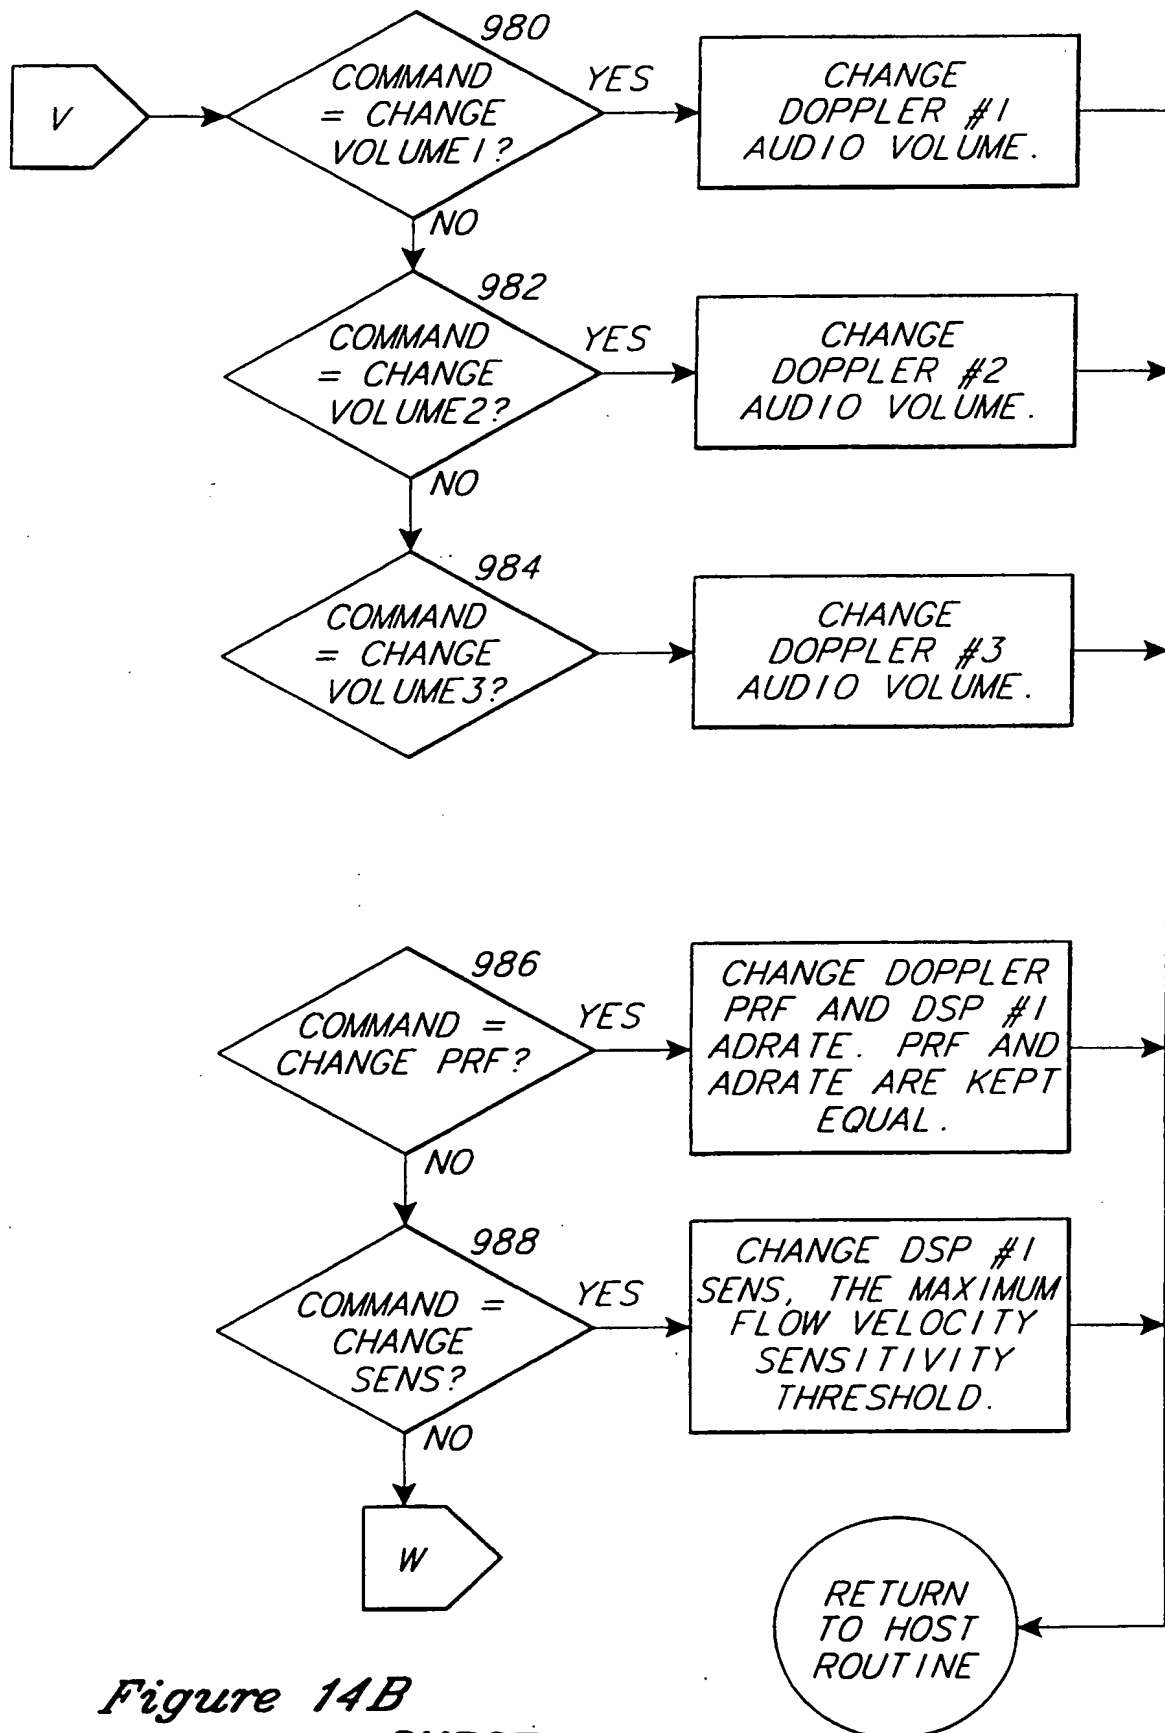 V
980
COMMAND
= CHANGE
VOLUME1?
YES
CHANGE
DOPPLER #1
AUDIO VOLUME.
NO
982
COMMAND
= CHANGE
VOLUME2?
YES
CHANGE
DOPPLER #2
AUDIO VOLUME.
NO
984
COMMAND
= CHANGE
VOLUME3?
CHANGE
DOPPLER #3
AUDIO VOLUME.
986
COMMAND =
CHANGE PRF?
YES
CHANGE DOPPLER
PRF AND DSP #1
ADRATE. PRF AND
ADRATE ARE KEPT
EQUAL.
NO
988
COMMAND =
CHANGE
SENS?
YES
CHANGE DSP #1
SENS, THE MAXIMUM
FLOW VELOCITY
SENSITIVITY
THRESHOLD.
NO
W
RETURN
TO HOST
ROUTINE
Figure 14B